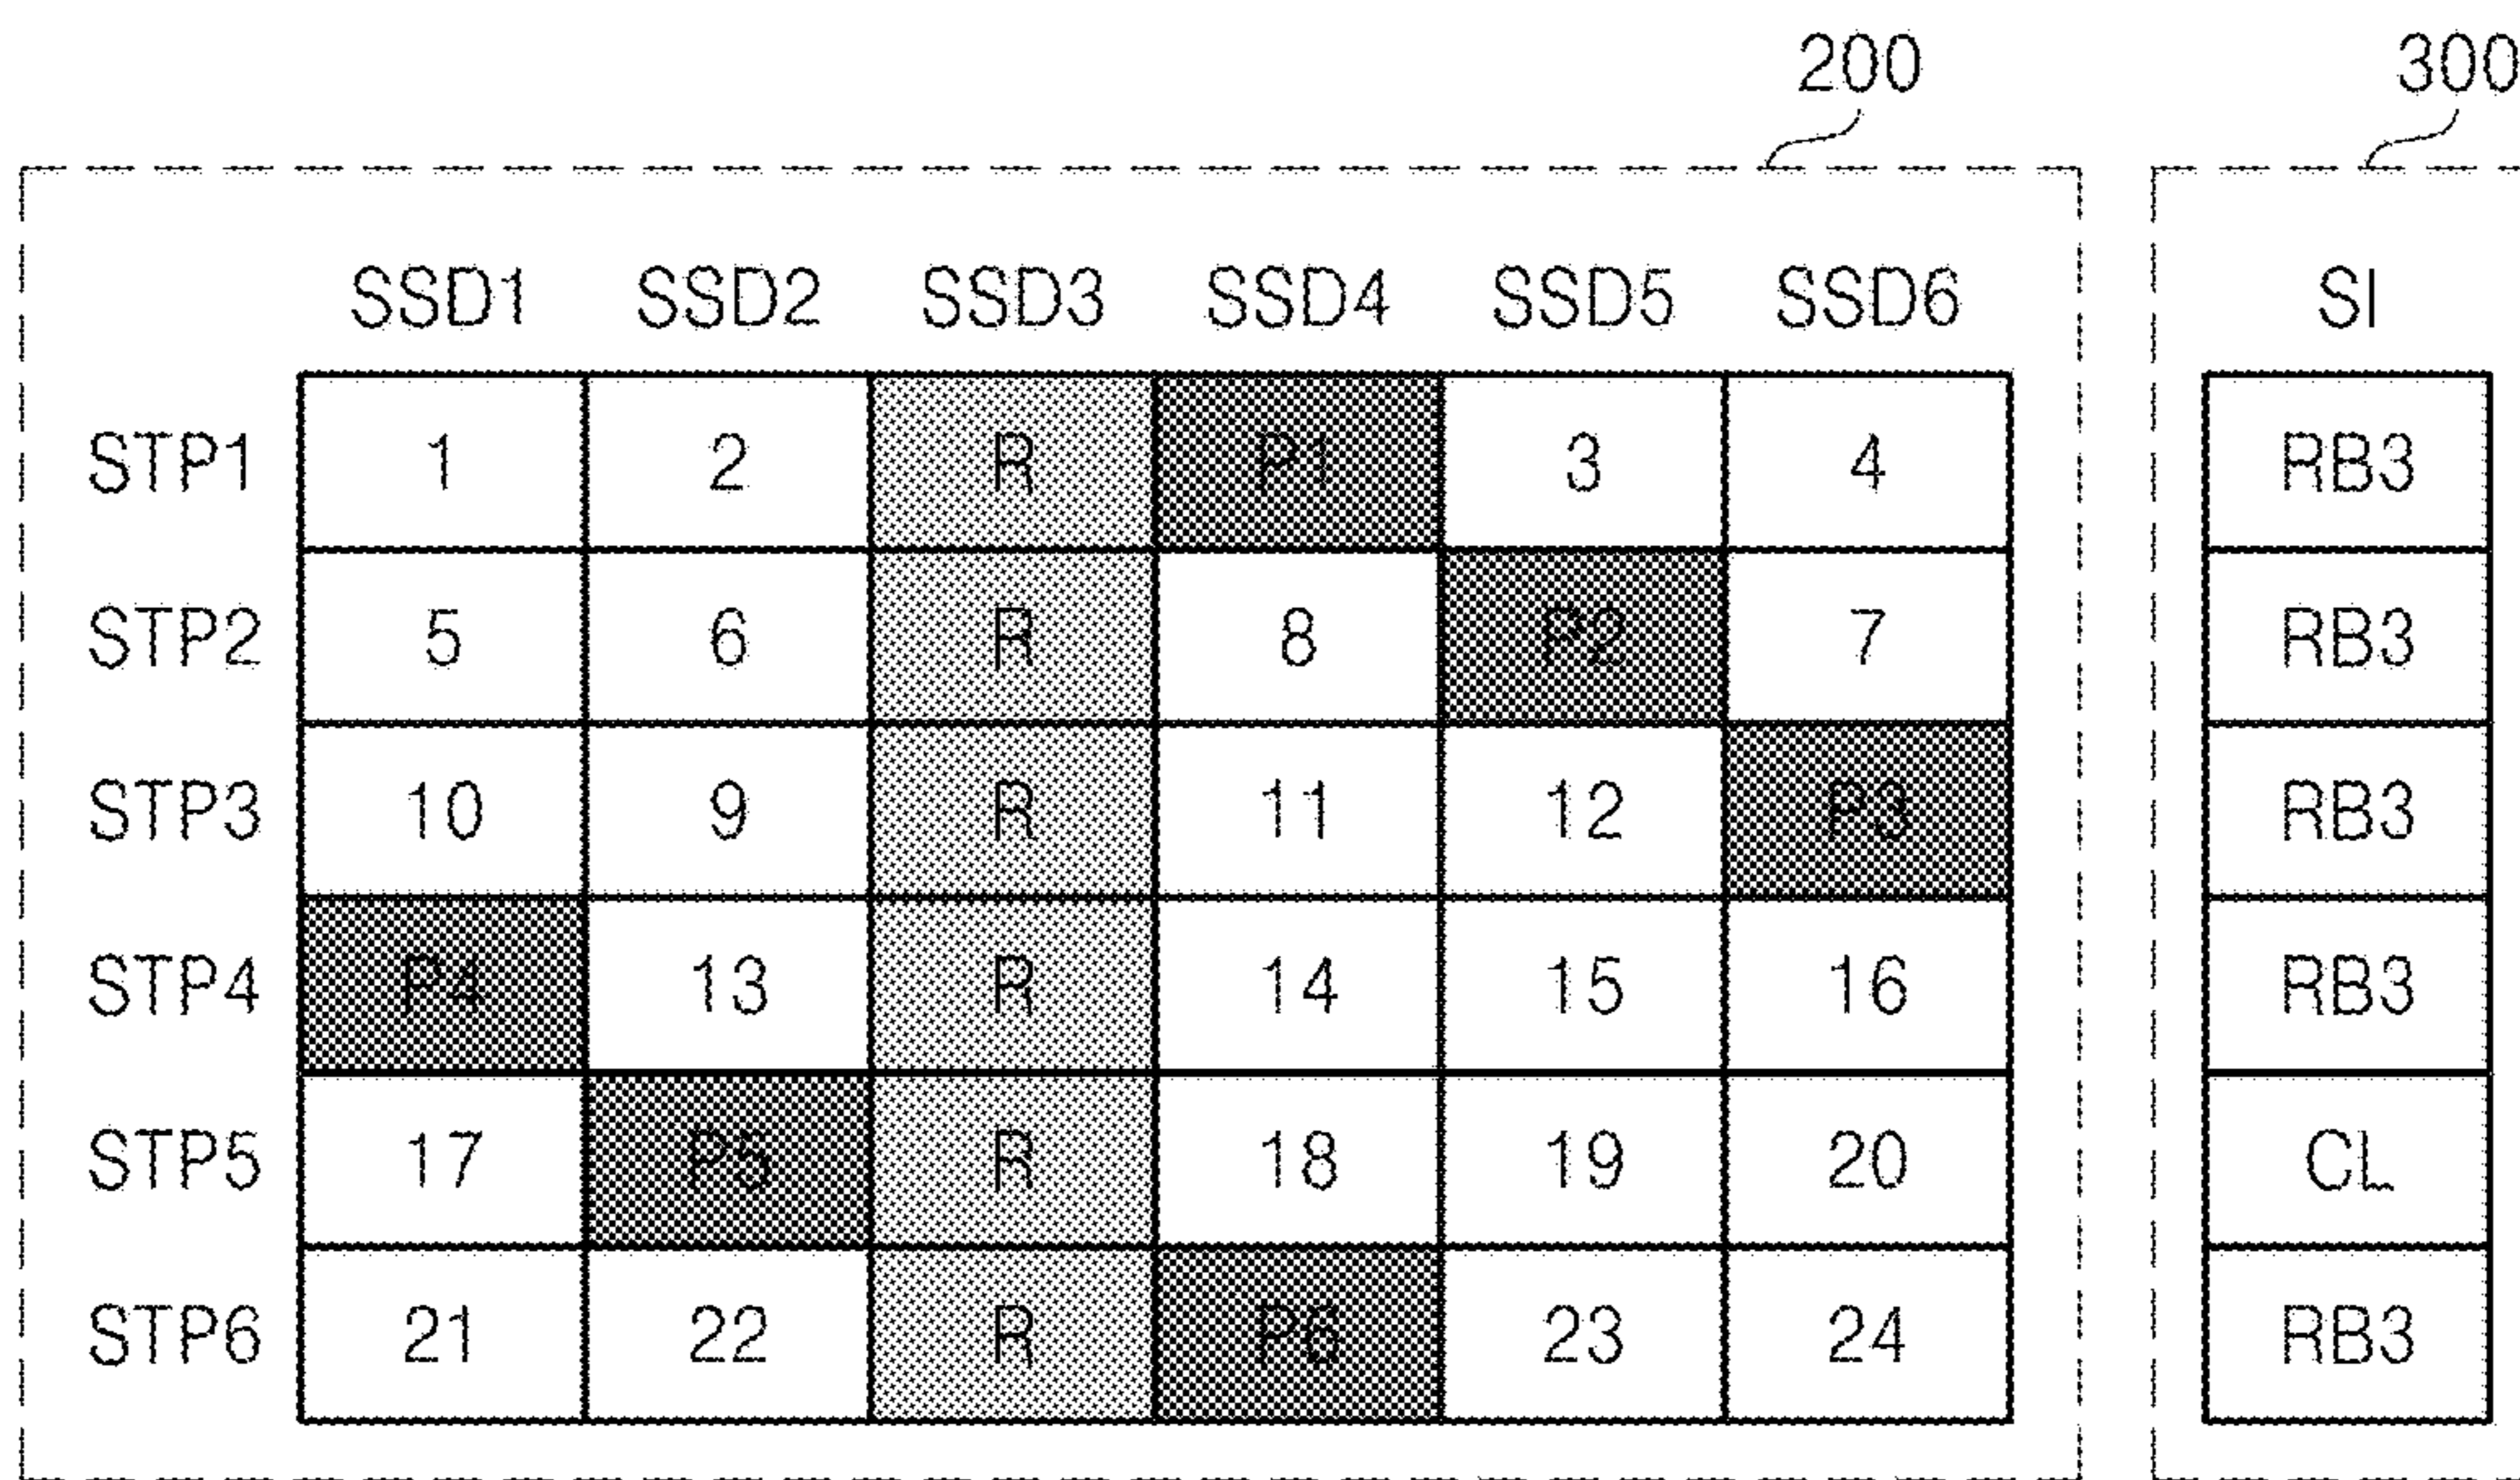 200 300
SSD1 SSD2 SSD3 SSD4 SSD5 SSD6 SI
STP1 1 2 R P1 3 4 RB3
STP2 5 6 R 8 P2 7 RB3
STP3 10 9 R 11 12 P3 RB3
STP4 P4 13 R 14 15 16 RB3
STP5 17 P5 R 18 19 20 CL
STP6 21 22 R P6 23 24 RB3